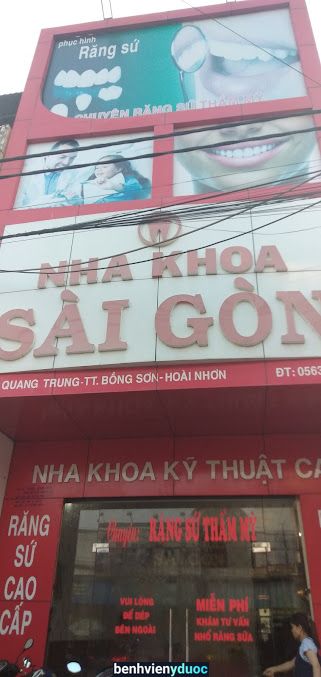 phục hình
Răng sứ
CHUYÊN RĂNG SỨ THẨM MỸ
NHA KHOA
SÀI GÒN
QUANG TRUNG-TT. BỒNG SƠN-HOÀI NHƠN
ĐT: 0563
NHA KHOA KỸ THUẬT CA
RĂNG
SỨ
CAO
CẤP
Chuyên: RĂNG SỨ THẨM MỸ
VUI LÒNG
ĐỂ DÉP
BÊN NGOÀI
MIỄN PHÍ
KHÁM TƯ VẤN
NHỔ RĂNG SỮA
benhvienyduoc